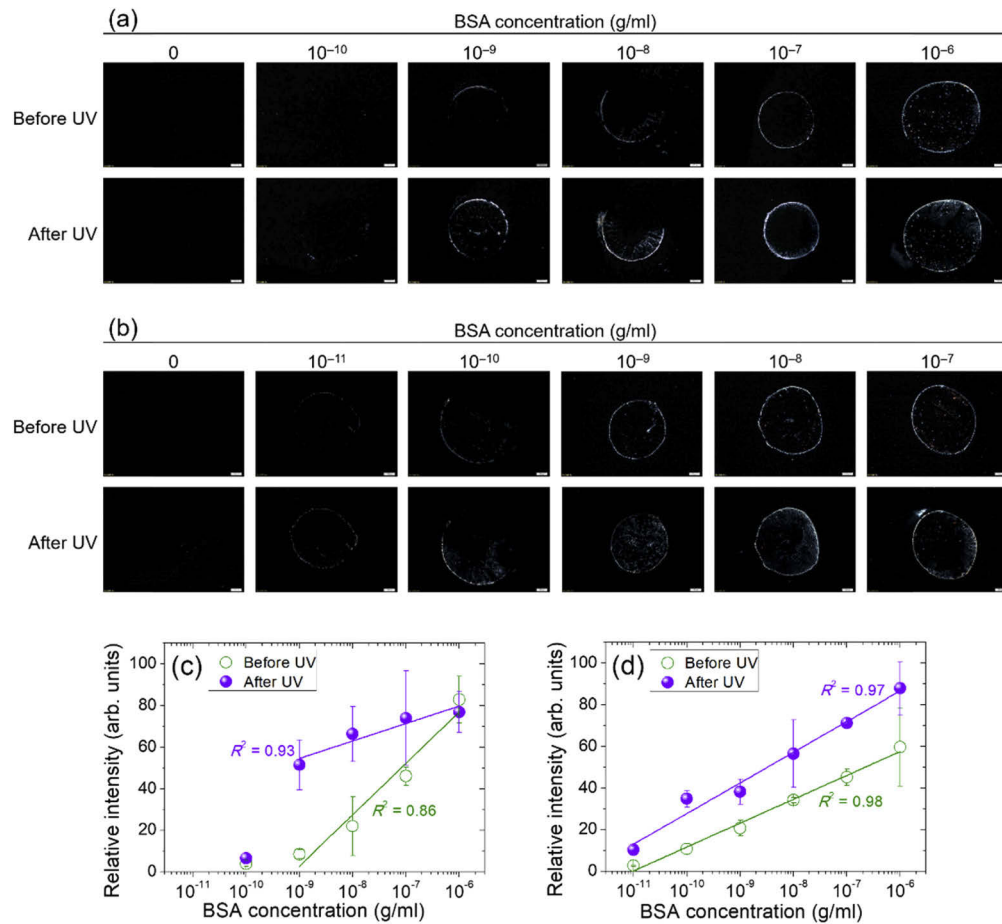 (a)
BSA concentration (g/ml)
0 10⁻¹⁰ 10⁻⁹ 10⁻⁸ 10⁻⁷ 10⁻⁶
Before UV
After UV
(b)
BSA concentration (g/ml)
0 10⁻¹¹ 10⁻¹⁰ 10⁻⁹ 10⁻⁸ 10⁻⁷
Before UV
After UV
(c)
Relative intensity (arb. units)
100
80
60
40
20
0
Before UV
After UV
R² = 0.93
R² = 0.86
10⁻¹¹ 10⁻¹⁰ 10⁻⁹ 10⁻⁸ 10⁻⁷ 10⁻⁶
BSA concentration (g/ml)
(d)
Relative intensity (arb. units)
100
80
60
40
20
0
Before UV
After UV
R² = 0.97
R² = 0.98
10⁻¹¹ 10⁻¹⁰ 10⁻⁹ 10⁻⁸ 10⁻⁷ 10⁻⁶
BSA concentration (g/ml)